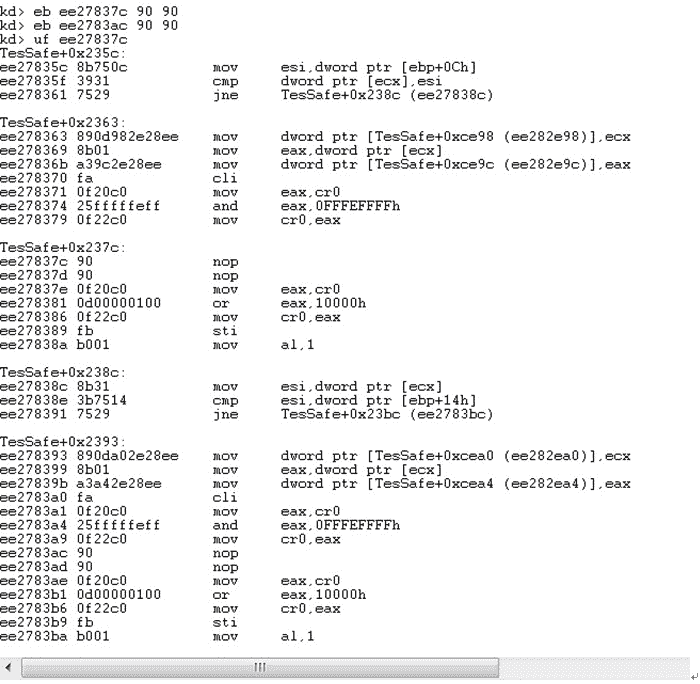 kd> eb ee27837c 90 90
kd> eb ee2783ac 90 90
kd> uf ee27837c
TesSafe+0x235c:
ee27835c 8b750c mov esi,dword ptr [ebp+0Ch]
ee27835f 3931 cmp dword ptr [ecx],esi
ee278361 7529 jne TesSafe+0x238c (ee27838c)
TesSafe+0x2363:
ee278363 890d982e28ee mov dword ptr [TesSafe+0xce98 (ee282e98)],ecx
ee278369 8b01 mov eax,dword ptr [ecx]
ee27836b a39c2e28ee mov dword ptr [TesSafe+0xce9c (ee282e9c)],eax
ee278370 fa cli
ee278371 0f20c0 mov eax,cr0
ee278374 25fffffeff and eax,0FFFEFFFFh
ee278379 0f22c0 mov cr0,eax
TesSafe+0x237c:
ee27837c 90 nop
ee27837d 90 nop
ee27837e 0f20c0 mov eax,cr0
ee278381 0d00000100 or eax,10000h
ee278386 0f22c0 mov cr0,eax
ee278389 fb sti
ee27838a b001 mov al,1
TesSafe+0x238c:
ee27838c 8b31 mov esi,dword ptr [ecx]
ee27838e 3b7514 cmp esi,dword ptr [ebp+14h]
ee278391 7529 jne TesSafe+0x23bc (ee2783bc)
TesSafe+0x2393:
ee278393 890da02e28ee mov dword ptr [TesSafe+0xcea0 (ee282ea0)],ecx
ee278399 8b01 mov eax,dword ptr [ecx]
ee27839b a3a42e28ee mov dword ptr [TesSafe+0xcea4 (ee282ea4)],eax
ee2783a0 fa cli
ee2783a1 0f20c0 mov eax,cr0
ee2783a4 25fffffeff and eax,0FFFEFFFFh
ee2783a9 0f22c0 mov cr0,eax
ee2783ac 90 nop
ee2783ad 90 nop
ee2783ae 0f20c0 mov eax,cr0
ee2783b1 0d00000100 or eax,10000h
ee2783b6 0f22c0 mov cr0,eax
ee2783b9 fb sti
ee2783ba b001 mov al,1